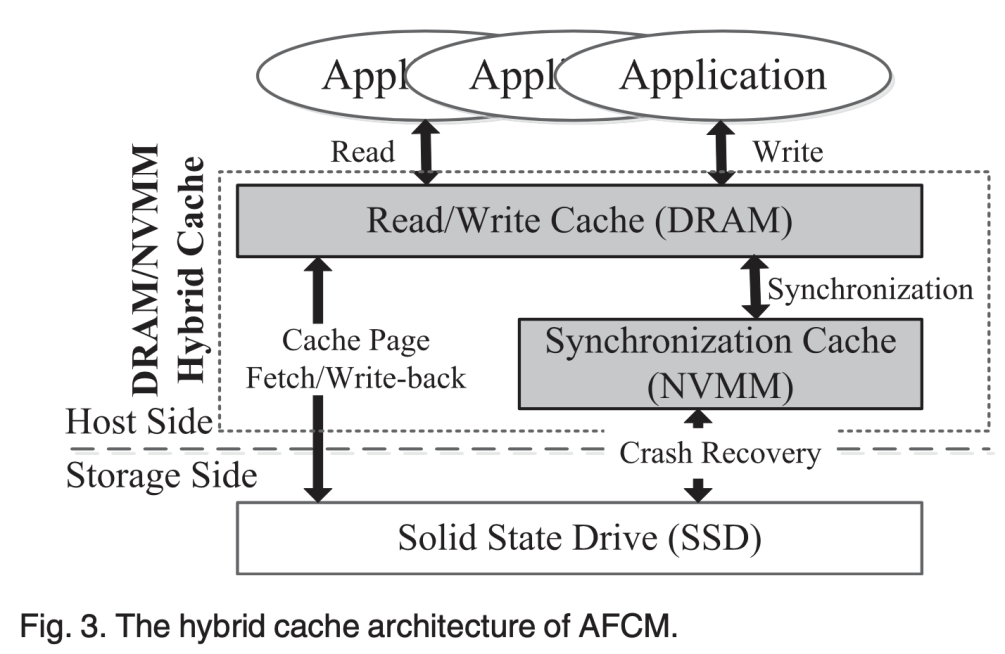 Appl
Appli
Application
Read
Write
DRAM/NVMM
Hybrid Cache
Read/Write Cache (DRAM)
Synchronization
Cache Page
Fetch/Write-back
Synchronization Cache
(NVMM)
Host Side
Crash Recovery
Storage Side
Solid State Drive (SSD)
Fig. 3. The hybrid cache architecture of AFCM.